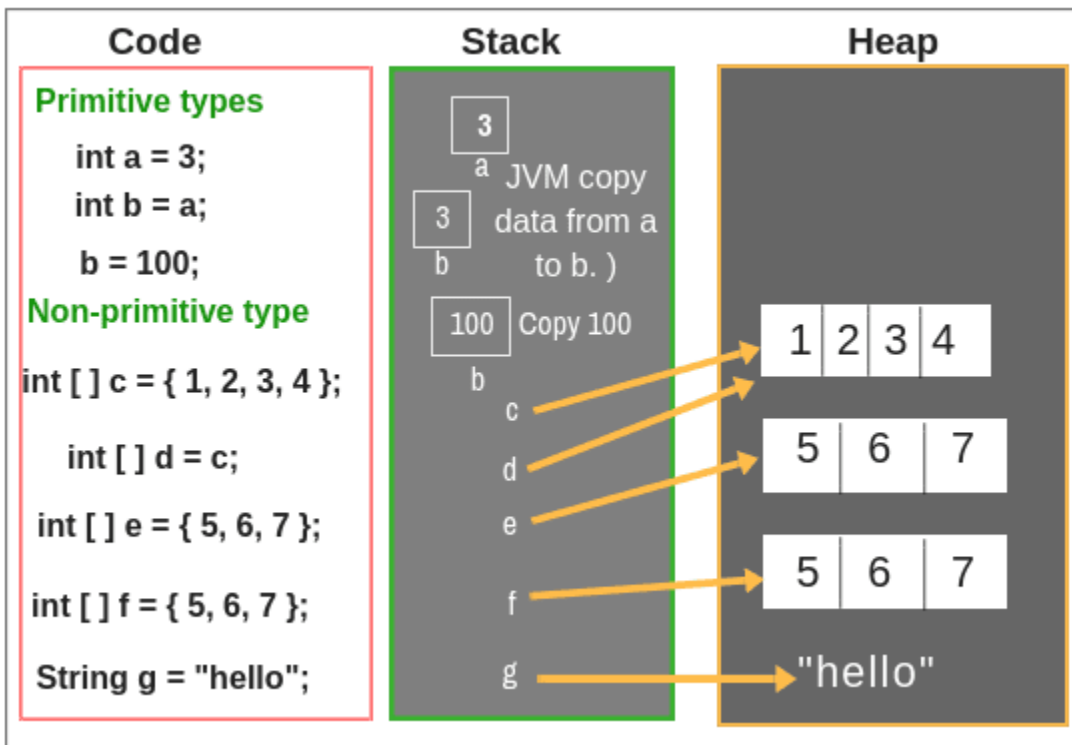 Code
Primitive types
int a = 3;
int b = a;
b = 100;
Non-primitive type
int [ ] c = { 1, 2, 3, 4 };
int [ ] d = c;
int [ ] e = { 5, 6, 7 };
int [ ] f = { 5, 6, 7 };
String g = "hello";
Stack
3
a
JVM copy
data from a
to b. )
3
b
100
Copy 100
b
c
d
e
f
g
Heap
1 2 3 4
5 6 7
5 6 7
"hello"